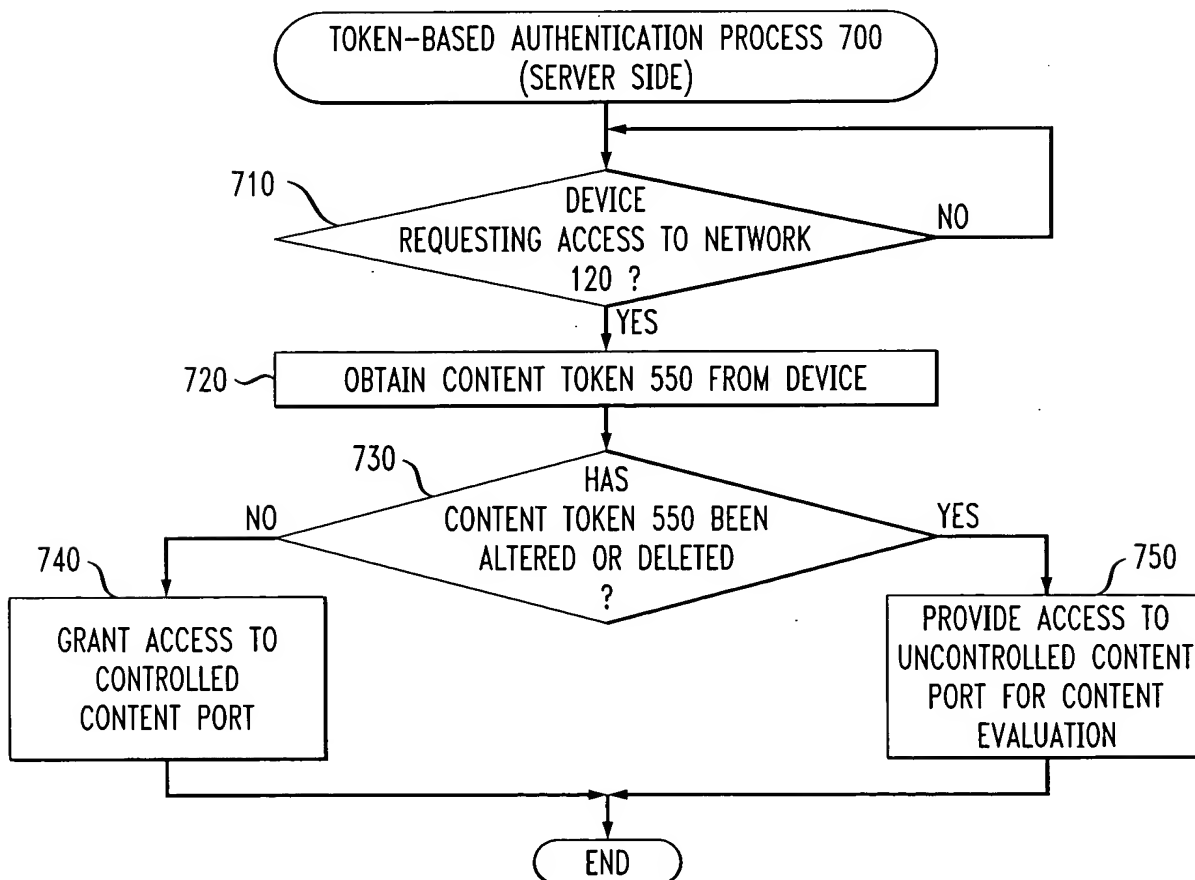 TOKEN-BASED AUTHENTICATION PROCESS 700
(SERVER SIDE)
710
DEVICE
REQUESTING ACCESS TO NETWORK
120 ?
NO
YES
720
OBTAIN CONTENT TOKEN 550 FROM DEVICE
730
HAS
CONTENT TOKEN 550 BEEN
ALTERED OR DELETED
?
NO
YES
740
GRANT ACCESS TO
CONTROLLED
CONTENT PORT
750
PROVIDE ACCESS TO
UNCONTROLLED CONTENT
PORT FOR CONTENT
EVALUATION
END